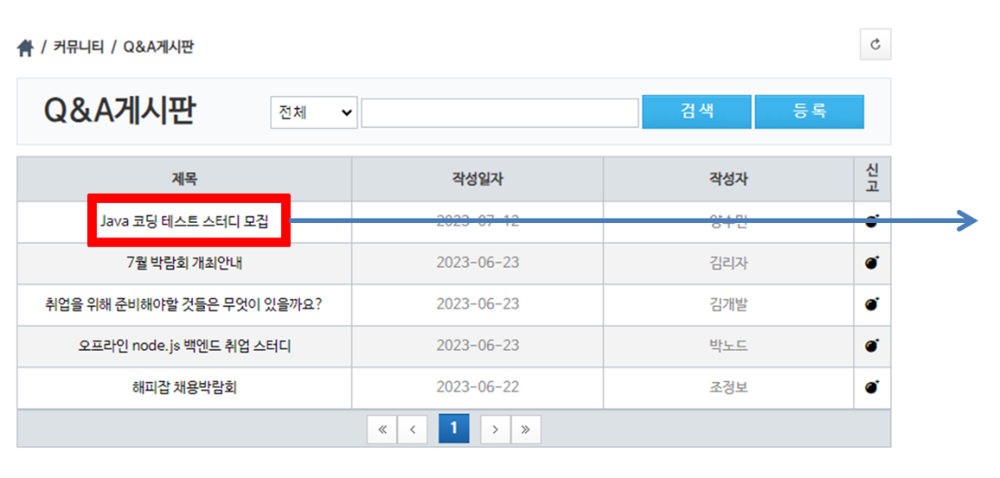 / 커뮤니티 / Q&A게시판
Q&A게시판 전체 검색 등록
제목 작성일자 작성자 신고
Java 코딩 테스트 스터디 모집 2023-07-12
7월 박람회 개최안내 2023-06-23 김리자
취업을 위해 준비해야할 것들은 무엇이 있을까요? 2023-06-23 김개발
오프라인 node.js 백엔드 취업 스터디 2023-06-23 박노드
해피잡 채용박람회 2023-06-22 조정보
« ‹ 1 › »